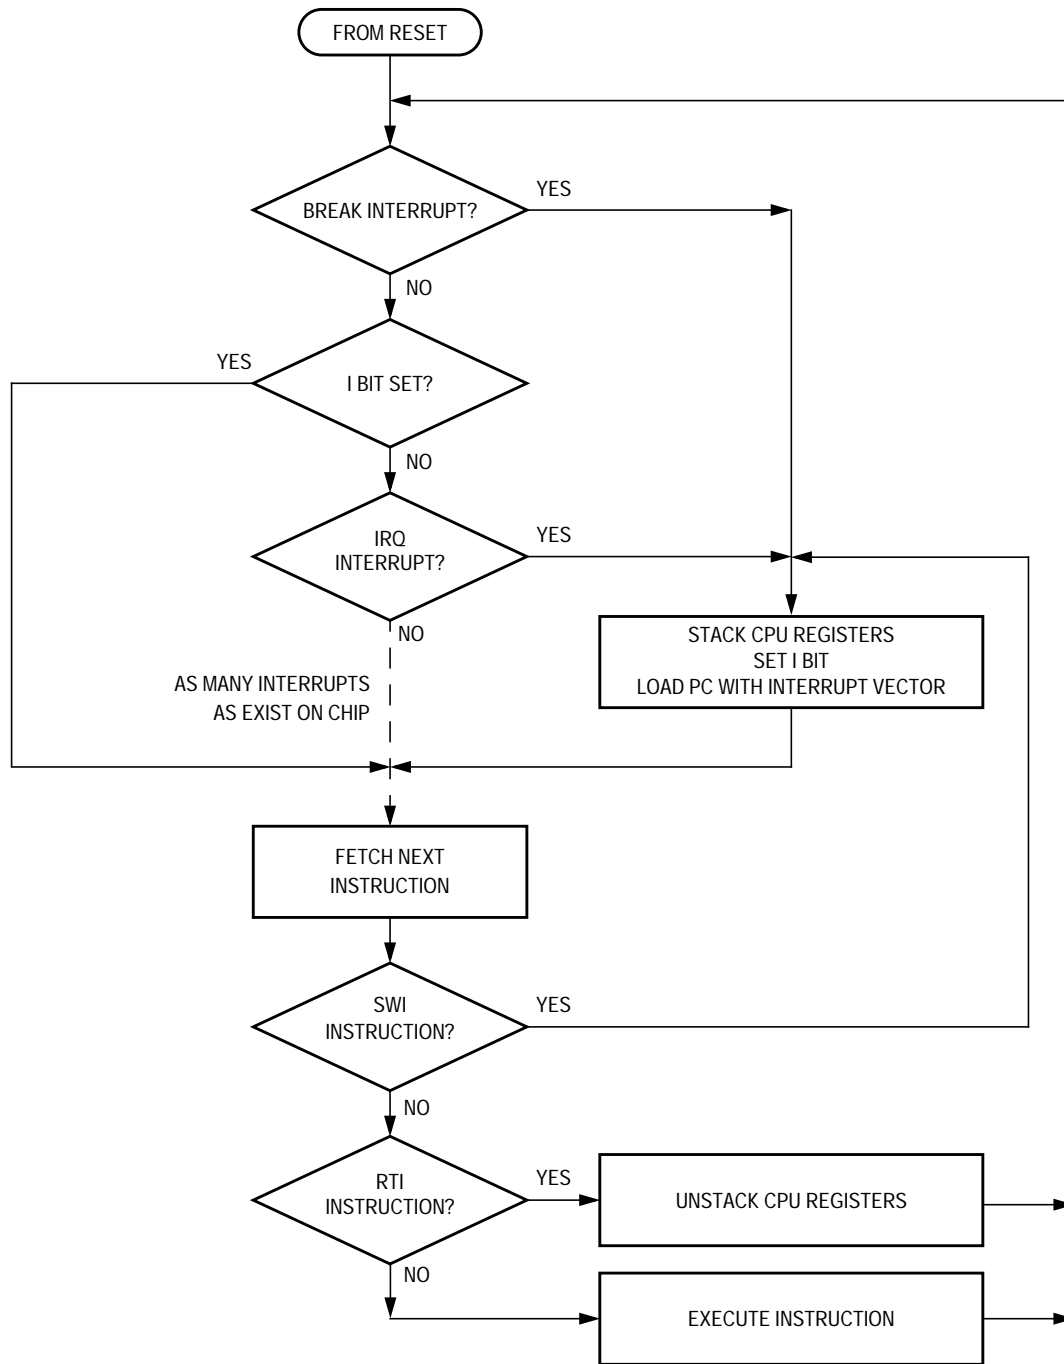 FROM RESET
BREAK INTERRUPT?
YES
NO
YES
I BIT SET?
NO
IRQ
INTERRUPT?
YES
NO
STACK CPU REGISTERS
SET I BIT
LOAD PC WITH INTERRUPT VECTOR
AS MANY INTERRUPTS
AS EXIST ON CHIP
FETCH NEXT
INSTRUCTION
SWI
INSTRUCTION?
YES
NO
RTI
INSTRUCTION?
YES
UNSTACK CPU REGISTERS
NO
EXECUTE INSTRUCTION